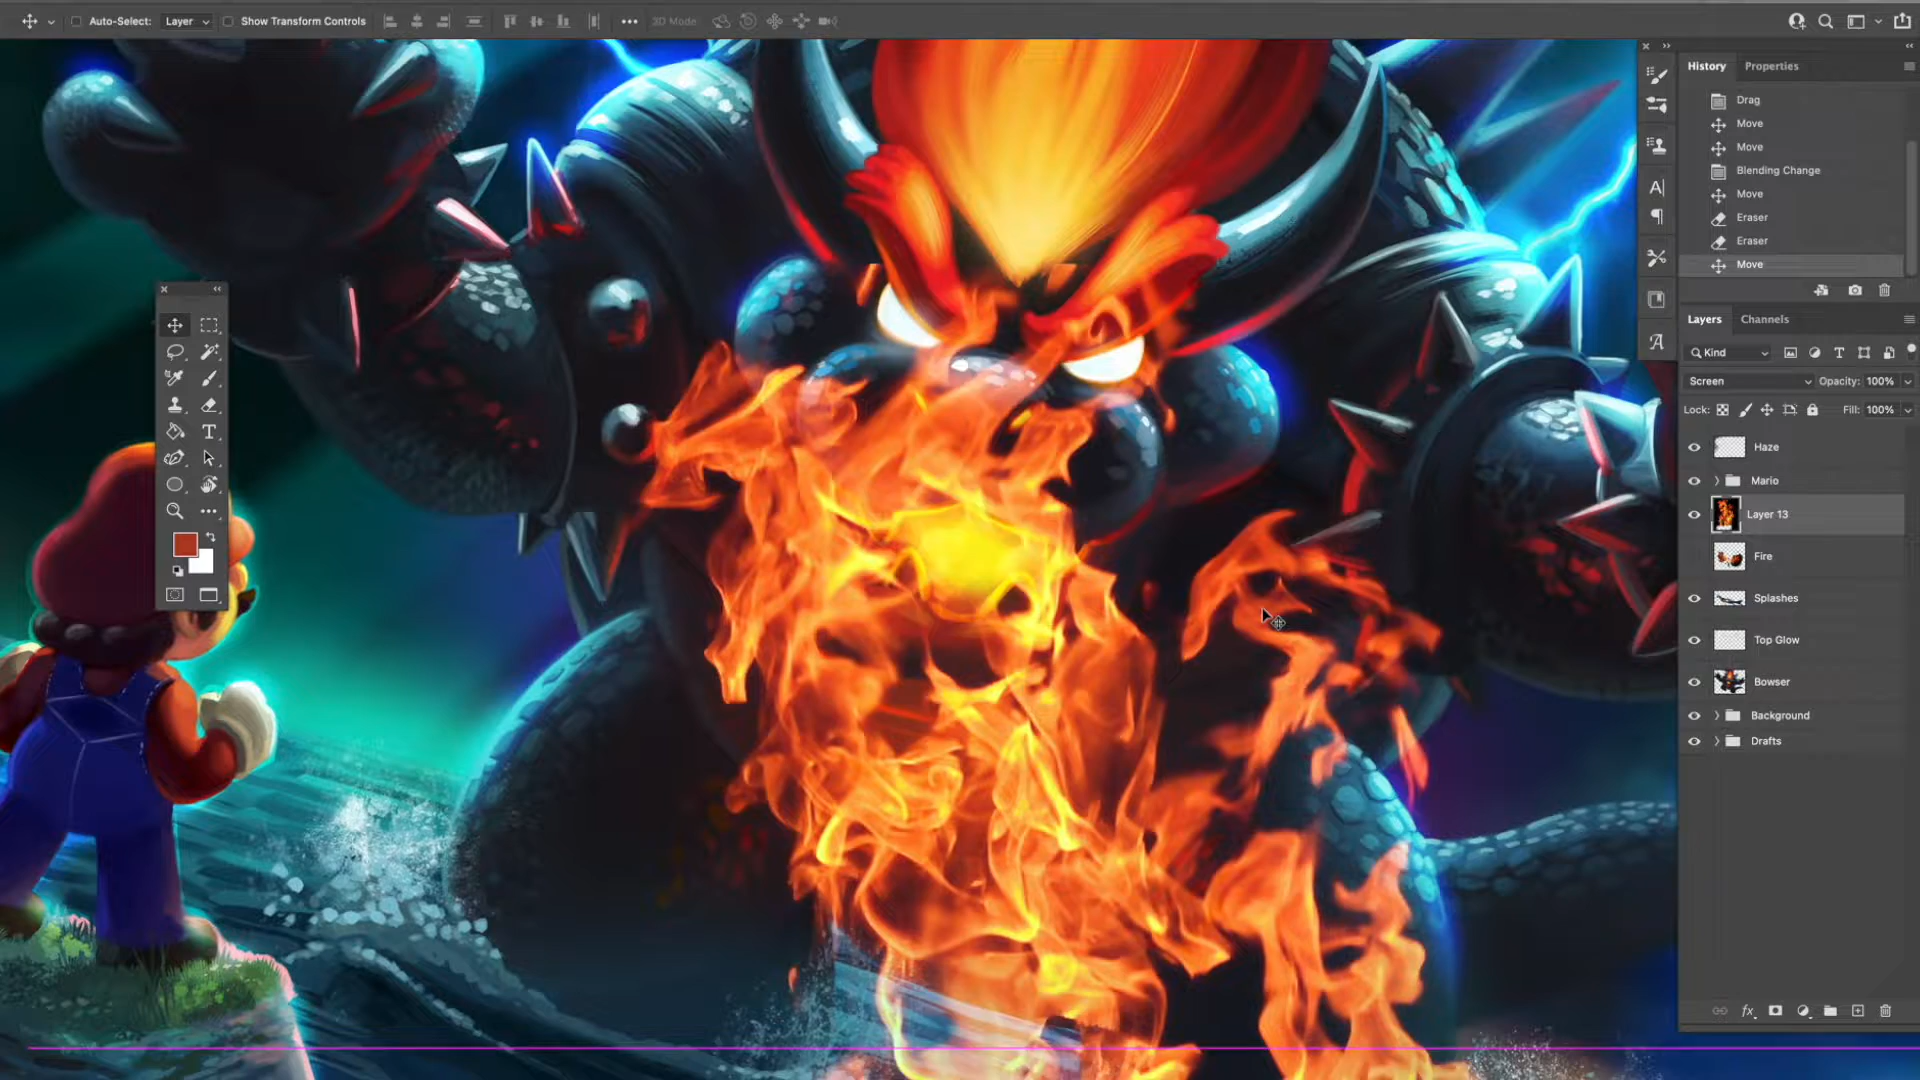 Auto-Select: Layer Show Transform Controls 3D Mode:
History Properties
Drag
Move
Move
Blending Change
Move
Eraser
Eraser
Move
Layers Channels
Kind
Screen Opacity: 100%
Lock: Fill: 100%
Haze
Mario
Layer 13
Fire
Splashes
Top Glow
Bowser
Background
Drafts
fx